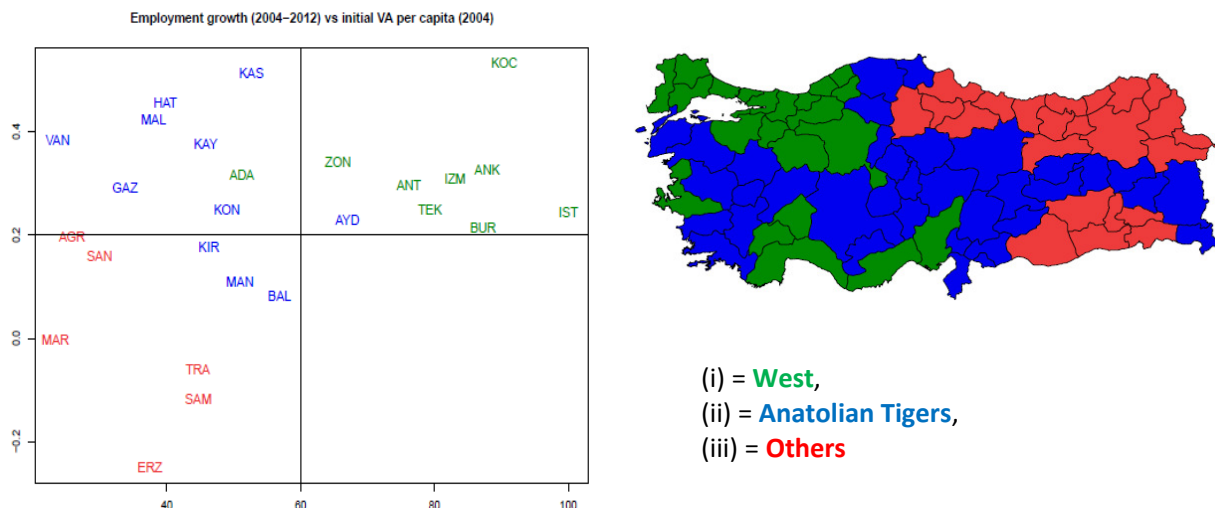 Employment growth (2004–2012) vs initial VA per capita (2004)
KOC
KAS
HAT
MAL
0.4
VAN
KAY
ZON
ADA
ANK
IZM
ANT
GAZ
KON
TEK
IST
AYD
BUR
0.2
AGR
KIR
SAN
MAN
BAL
0.0
MAR
TRA
SAM
-0.2
ERZ
40 60 80 100
(i) = West,
(ii) = Anatolian Tigers,
(iii) = Others